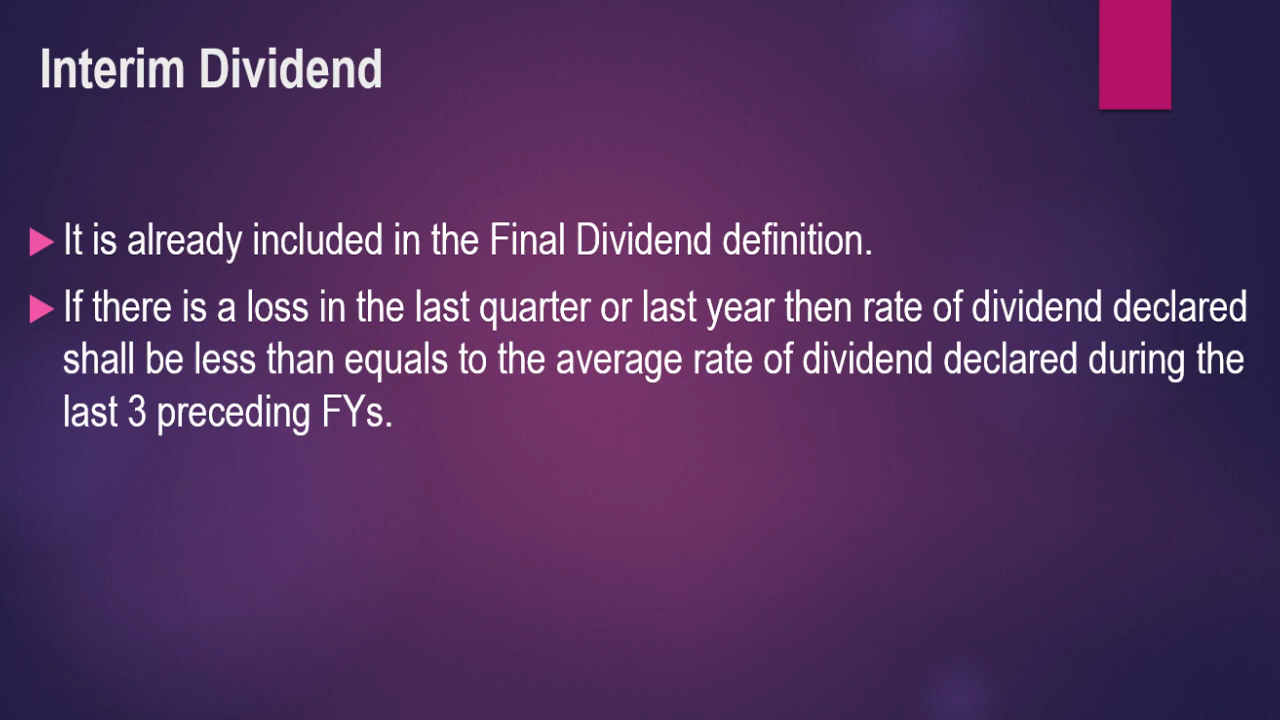 Interim Dividend
It is already included in the Final Dividend definition.
If there is a loss in the last quarter or last year then rate of dividend declared
shall be less than equals to the average rate of dividend declared during the
last 3 preceding FYs.